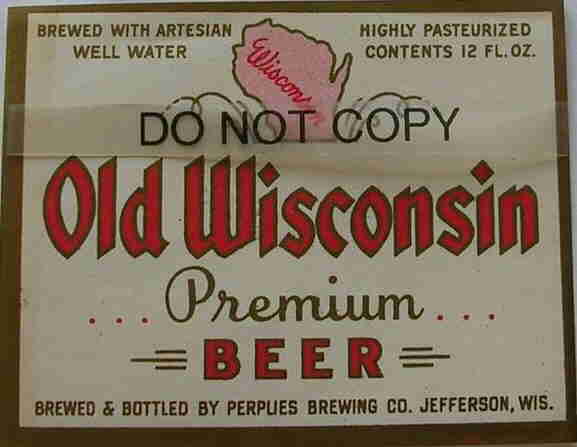 BREWED WITH ARTESIAN
WELL WATER
HIGHLY PASTEURIZED
CONTENTS 12 FL. OZ.
Wisconsin
DO NOT COPY
Old Wisconsin
... Premium ...
BEER
BREWED & BOTTLED BY PERPLIES BREWING CO. JEFFERSON, WIS.